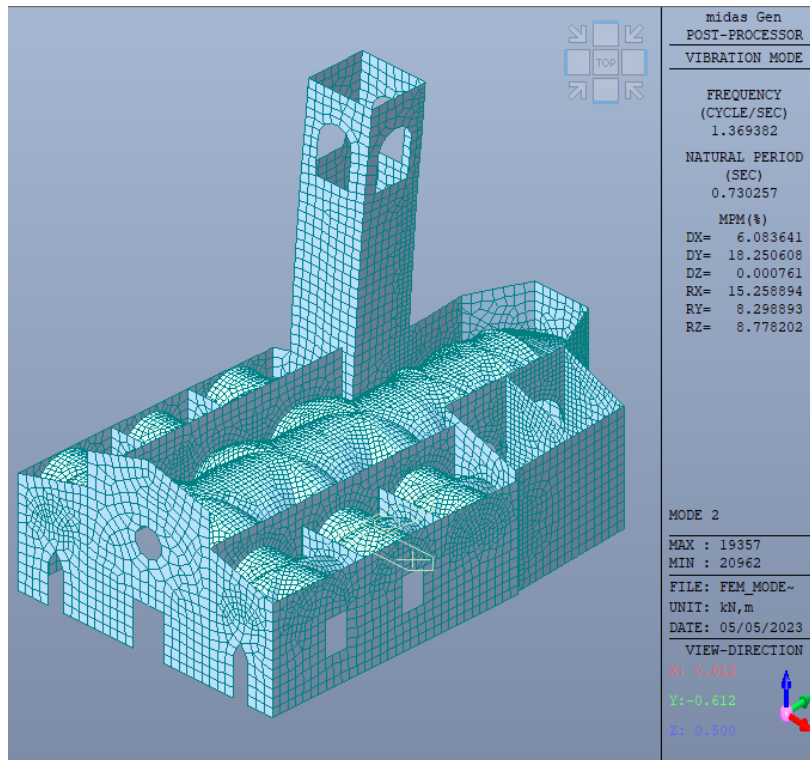 TOP
midas Gen
POST-PROCESSOR
VIBRATION MODE
FREQUENCY
(CYCLE/SEC)
1.369382
NATURAL PERIOD
(SEC)
0.730257
MPM(%)
DX= 6.083641
DY= 18.250608
DZ= 0.000761
RX= 15.258894
RY= 8.298893
RZ= 8.778202
MODE 2
MAX : 19357
MIN : 20962
FILE: FEM_MODE~
UNIT: kN,m
DATE: 05/05/2023
VIEW-DIRECTION
X: 0.612
Y:-0.612
Z: 0.500